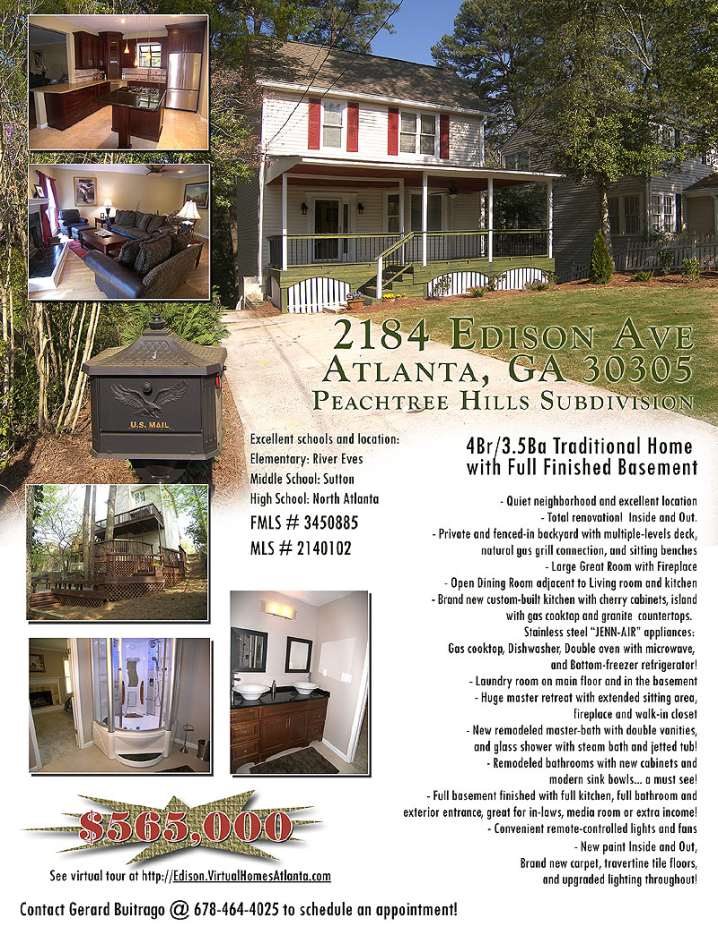 2184 Edison Ave
Atlanta, GA 30305
Peachtree Hills Subdivision
U.S. MAIL
Excellent schools and location:
Elementary: River Eves
Middle School: Sutton
High School: North Atlanta
FMLS # 3450885
MLS # 2140102
4Br/3.5Ba Traditional Home
with Full Finished Basement
- Quiet neighborhood and excellent location
- Total renovation! Inside and Out.
- Private and fenced-in backyard with multiple-levels deck,
natural gas grill connection, and sitting benches
- Large Great Room with Fireplace
- Open Dining Room adjacent to Living room and kitchen
- Brand new custom-built kitchen with cherry cabinets, island
with gas cooktop and granite countertops.
Stainless steel "JENN-AIR" appliances:
Gas cooktop, Dishwasher, Double oven with microwave,
and Bottom-freezer refrigerator!
- Laundry room on main floor and in the basement
- Huge master retreat with extended sitting area,
fireplace and walk-in closet
- New remodeled master-bath with double vanities,
and glass shower with steam bath and jetted tub!
- Remodeled bathrooms with new cabinets and
modern sink bowls... a must see!
- Full basement finished with full kitchen, full bathroom and
exterior entrance, great for in-laws, media room or extra income!
- Convenient remote-controlled lights and fans
- New paint Inside and Out,
Brand new carpet, travertine tile floors,
and upgraded lighting throughout!
$565,000
See virtual tour at http://Edison.VirtualHomesAtlanta.com
Contact Gerard Buitrago @ 678-464-4025 to schedule an appointment!